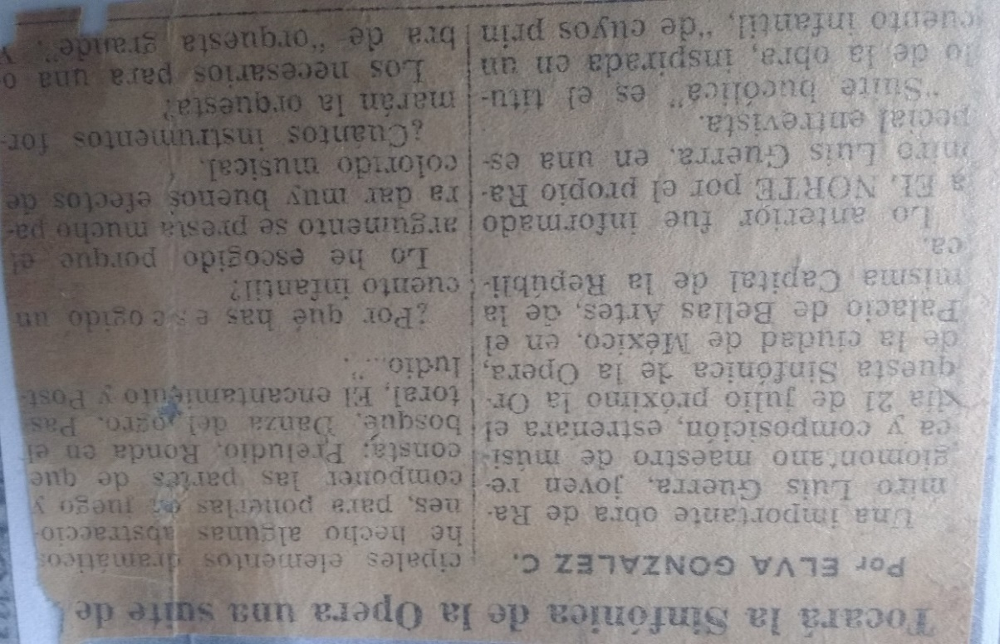 Tocará la Sinfónica de la Opera una suite de
Por ELVA GONZALEZ C.
Una importante obra de Ra-
miro Luis Guerra, joven re-
giomontano maestro de músi-
ca y composición, estrenará el
día 21 de julio próximo la Or-
questa Sinfónica de la Opera,
de la ciudad de México, en el
Palacio de Bellas Artes, de la
misma Capital de la Repúbli-
ca.
Lo anterior fue informado
a EL NORTE por el propio Ra-
miro Luis Guerra, en una es-
pecial entrevista.
"Suite bucólica" es el títu-
lo de la obra, inspirada en un
cuento infantil, "de cuyos prin
cipales elementos dramáticos
he hecho algunas abstraccio-
nes, para ponerlas en juego y
componer las partes de que
consta: Preludio, Ronda en el
bosque, Danza del ogro, Pas-
toral, El encantamiento y Post-
ludio...".
¿Por qué has escogido un
cuento infantil?
Lo he escogido porque el
argumento se presta mucho pa-
ra dar muy buenos efectos de
colorido musical.
¿Cuántos instrumentos for-
marán la orquesta?
Los necesarios para una o
bra de "orquesta grande". Y